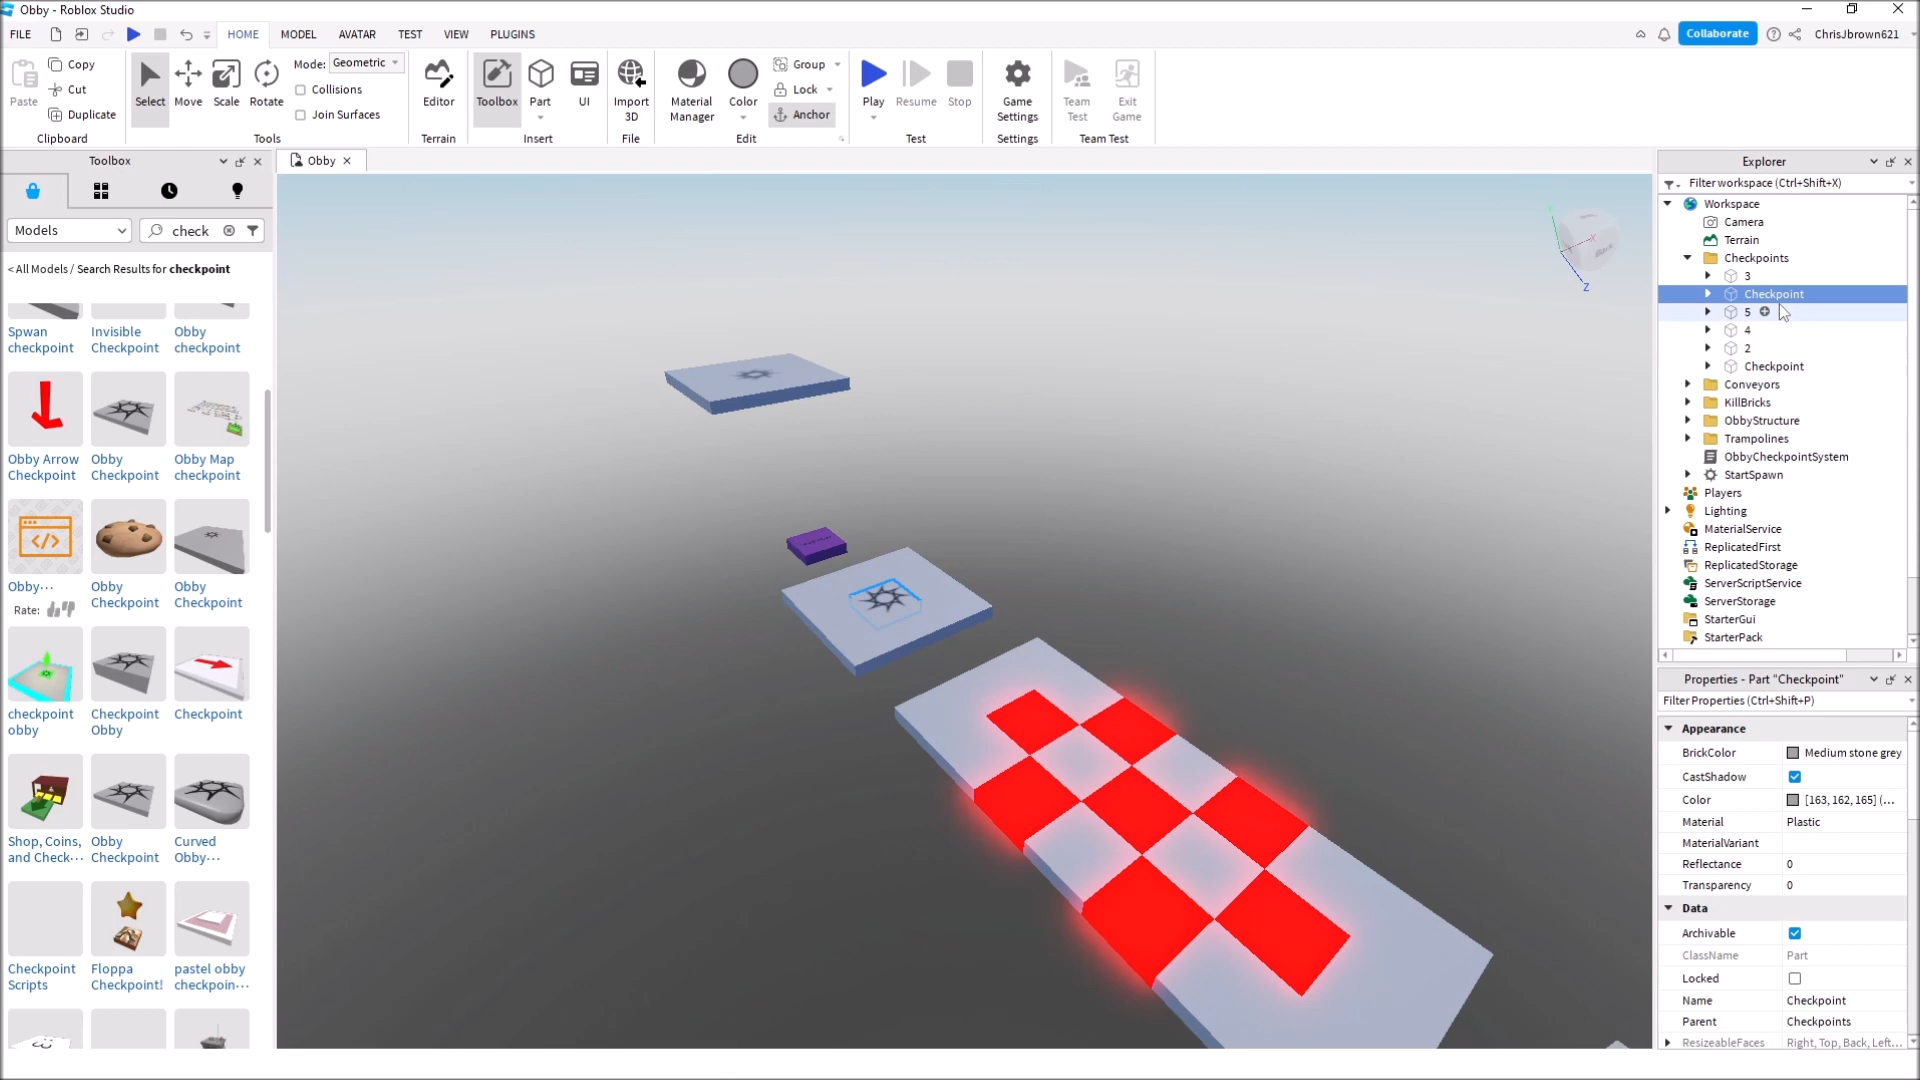 Obby - Roblox Studio
FILE
HOME
MODEL
AVATAR
TEST
VIEW
PLUGINS
Collaborate
ChrisJbrown621
Paste
Copy
Cut
Duplicate
Clipboard
Select
Move
Scale
Rotate
Mode:
Geometric
Collisions
Join Surfaces
Tools
Editor
Terrain
Toolbox
Part
UI
Insert
Import
3D
File
Material
Manager
Color
Group
Lock
Anchor
Edit
Play
Resume
Stop
Test
Game
Settings
Settings
Team
Test
Exit
Game
Team Test
Toolbox
Models
check
< All Models / Search Results for checkpoint
Spwan
checkpoint
Invisible
Checkpoint
Obby
checkpoint
Obby Arrow
Checkpoint
Obby
Checkpoint
Obby Map
checkpoint
Obby···
Rate:
Obby
Checkpoint
Obby
Checkpoint
checkpoint
obby
Checkpoint
Obby
Checkpoint
Shop, Coins,
and Check···
Obby
Checkpoint
Curved
Obby···
Checkpoint
Scripts
Floppa
Checkpoint!
pastel obby
checkpoin···
Obby
Back
X
Z
Explorer
Filter workspace (Ctrl+Shift+X)
Workspace
Camera
Terrain
Checkpoints
3
Checkpoint
5
4
2
Checkpoint
Conveyors
KillBricks
ObbyStructure
Trampolines
ObbyCheckpointSystem
StartSpawn
Players
Lighting
MaterialService
ReplicatedFirst
ReplicatedStorage
ServerScriptService
ServerStorage
StarterGui
StarterPack
Properties - Part "Checkpoint"
Filter Properties (Ctrl+Shift+P)
Appearance
BrickColor
Medium stone grey
CastShadow
Color
[163, 162, 165] (...
Material
Plastic
MaterialVariant
Reflectance
0
Transparency
0
Data
Archivable
ClassName
Part
Locked
Name
Checkpoint
Parent
Checkpoints
ResizeableFaces
Right, Top, Back, Left...